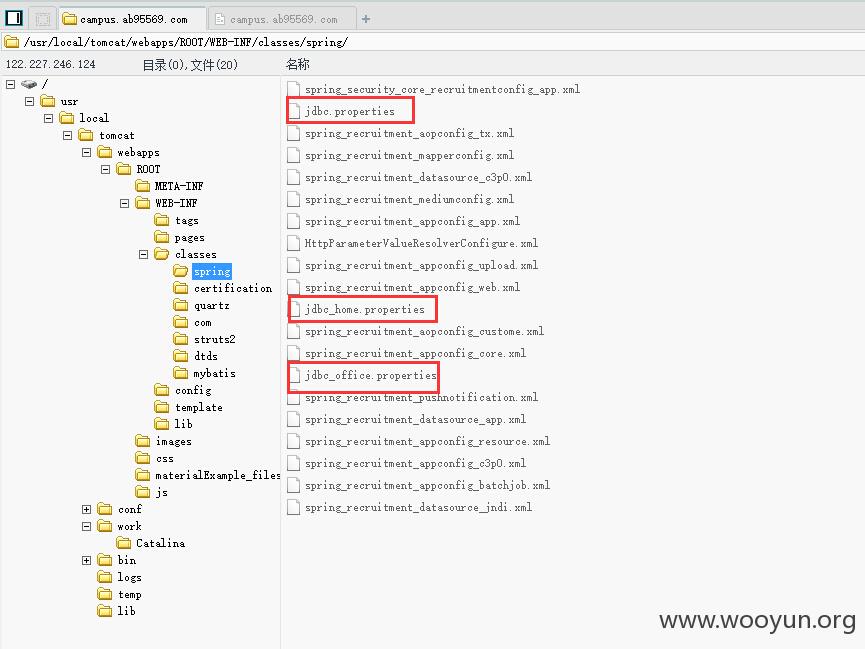 campus.ab95569.com
campus.ab95569.com
/usr/local/tomcat/webapps/ROOT/WEB-INF/classes/spring/
122.227.246.124 目录(0),文件(20) 名称
/
usr
local
tomcat
webapps
ROOT
META-INF
WEB-INF
tags
pages
classes
spring
certification
quartz
com
struts2
dtds
mybatis
config
template
lib
images
css
materialExample_files
js
conf
work
Catalina
bin
logs
temp
lib
spring_security_core_recruitmentconfig_app.xml
jdbc.properties
spring_recruitment_aopconfig_tx.xml
spring_recruitment_mapperconfig.xml
spring_recruitment_datasource_c3p0.xml
spring_recruitment_mediumconfig.xml
spring_recruitment_appconfig_app.xml
HttpParameterValueResolverConfigure.xml
spring_recruitment_appconfig_upload.xml
spring_recruitment_appconfig_web.xml
jdbc_home.properties
spring_recruitment_aopconfig_custome.xml
spring_recruitment_appconfig_core.xml
jdbc_office.properties
spring_recruitment_pushnotification.xml
spring_recruitment_datasource_app.xml
spring_recruitment_appconfig_resource.xml
spring_recruitment_appconfig_c3p0.xml
spring_recruitment_appconfig_batchjob.xml
spring_recruitment_datasource_jndi.xml
www.wooyun.org